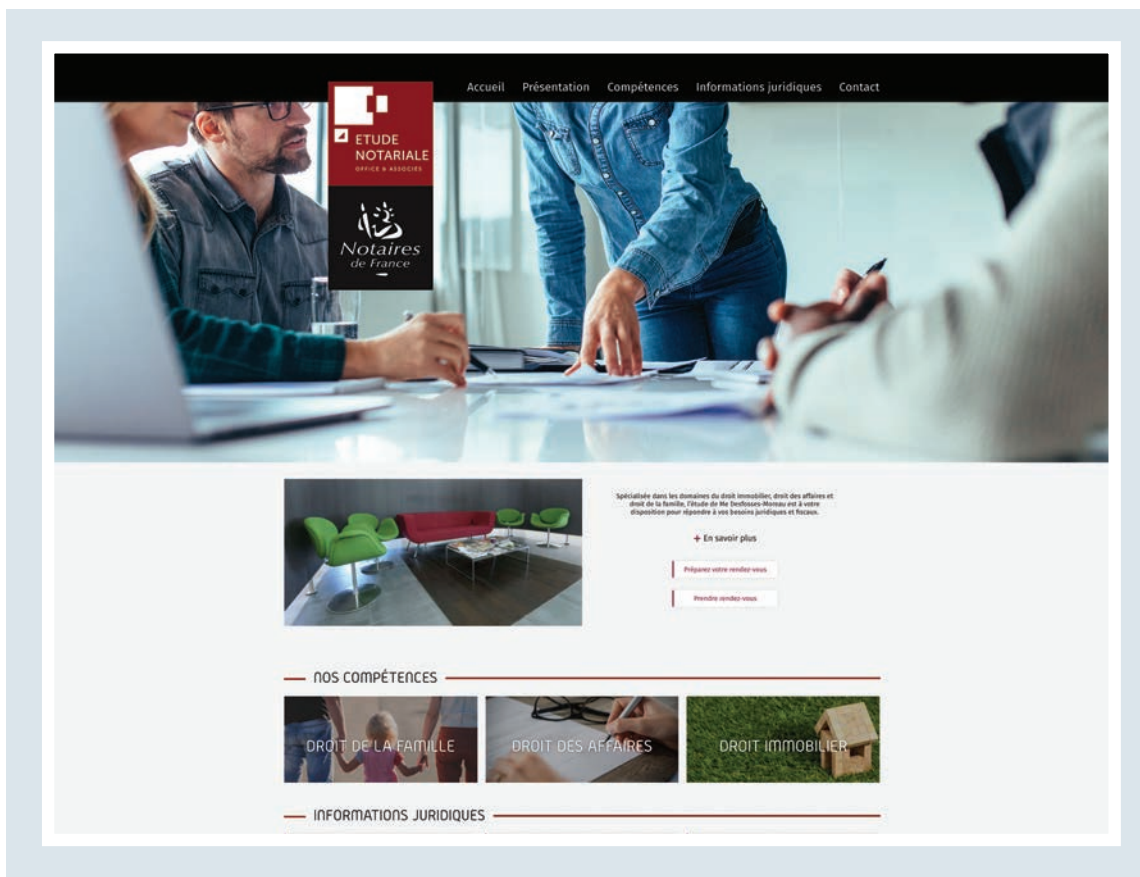 Accueil Présentation Compétences Informations juridiques Contact
ETUDE
NOTARIALE
OFFICE & ASSOCIÉS
Notaires
de France
Spécialisée dans les domaines du droit immobilier, droit des affaires et
droit de la famille, l'étude de Me Desfosses-Moreau est à votre
disposition pour répondre à vos besoins juridiques et fiscaux.
+ En savoir plus
Préparez votre rendez-vous
Prendre rendez-vous
NOS COMPÉTENCES
DROIT DE LA FAMILLE
DROIT DES AFFAIRES
DROIT IMMOBILIER
INFORMATIONS JURIDIQUES